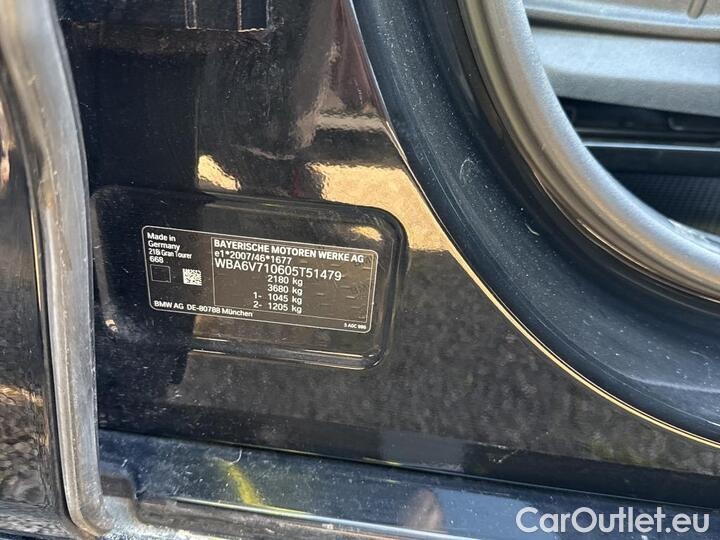 Made in
Germany
218i Gran Tourer
668
BAYERISCHE MOTOREN WERKE AG
e1*2007/46*1677
WBA6V710605T51479
2180 kg
3680 kg
1- 1045 kg
2- 1205 kg
BMW AG DE-80788 München
CarOutlet.eu